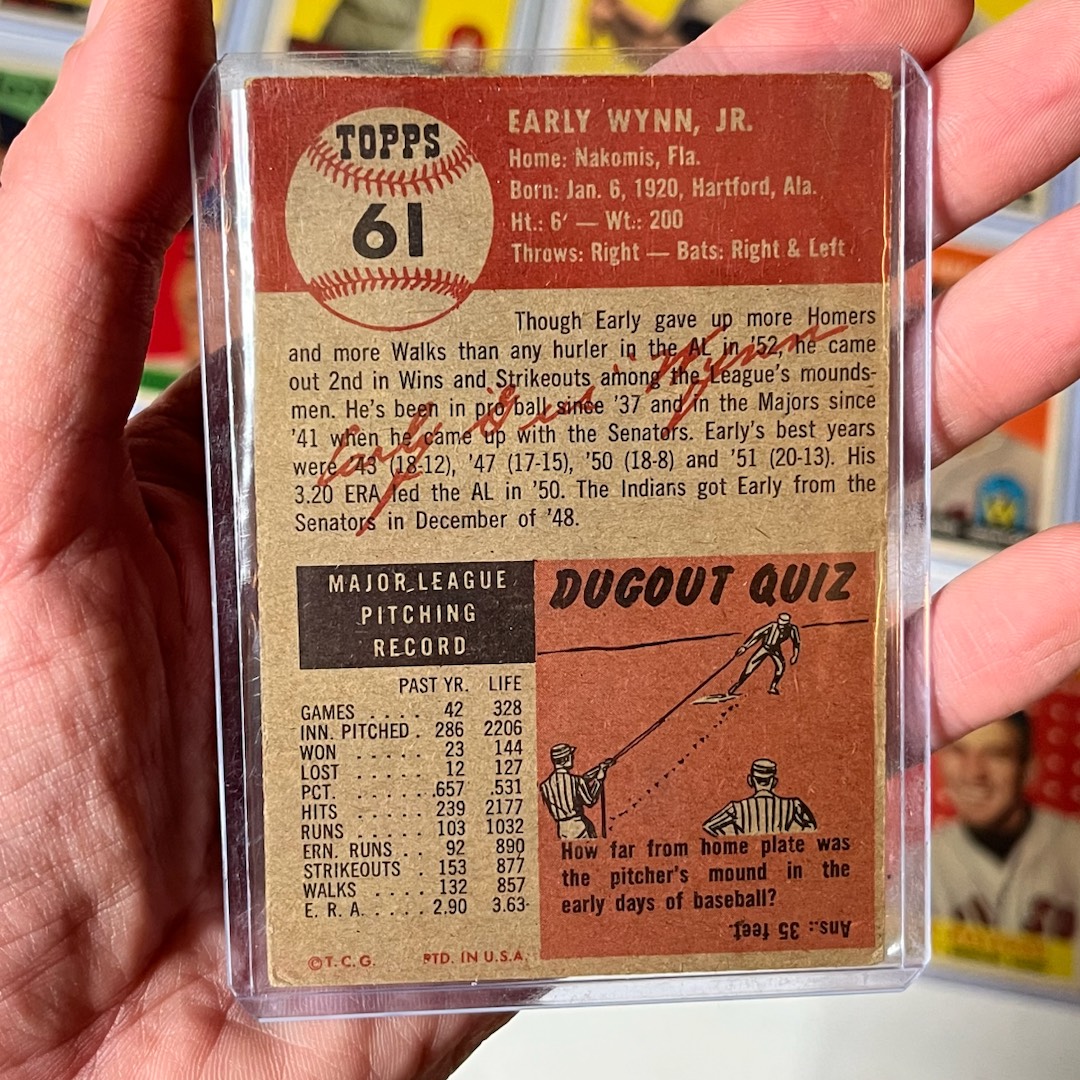 TOPPS
61
EARLY WYNN, JR.
Home: Nakomis, Fla.
Born: Jan. 6, 1920, Hartford, Ala.
Ht.: 6' — Wt.: 200
Throws: Right — Bats: Right & Left
Though Early gave up more Homers
and more Walks than any hurler in the AL in '52, he came
out 2nd in Wins and Strikeouts among the League's mounds-
men. He's been in pro ball since '37 and in the Majors since
'41 when he came up with the Senators. Early's best years
were '43 (18-12), '47 (17-15), '50 (18-8) and '51 (20-13). His
3.20 ERA led the AL in '50. The Indians got Early from the
Senators in December of '48.
Early "Gus" Wynn
MAJOR LEAGUE
PITCHING
RECORD
PAST YR. LIFE
GAMES . . . . 42 328
INN. PITCHED . 286 2206
WON . . . . . 23 144
LOST . . . . . 12 127
PCT. . . . . . .657 .531
HITS . . . . . 239 2177
RUNS . . . . . 103 1032
ERN. RUNS . . 92 890
STRIKEOUTS . 153 877
WALKS . . . . 132 857
E. R. A. . . . . 2.90 3.63
©T.C.G. PTD. IN U.S.A.
DUGOUT QUIZ
How far from home plate was
the pitcher's mound in the
early days of baseball?
Ans.: 35 feet.